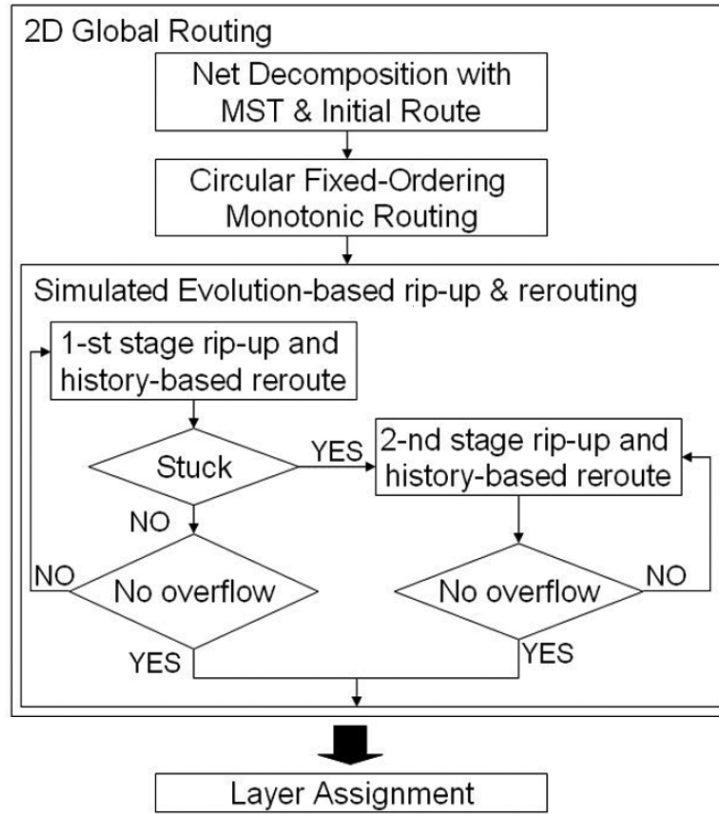 2D Global Routing
Net Decomposition with
MST & Initial Route
Circular Fixed-Ordering
Monotonic Routing
Simulated Evolution-based rip-up & rerouting
1-st stage rip-up and
history-based reroute
Stuck
YES
2-nd stage rip-up and
history-based reroute
NO
NO
No overflow
YES
No overflow
NO
YES
Layer Assignment